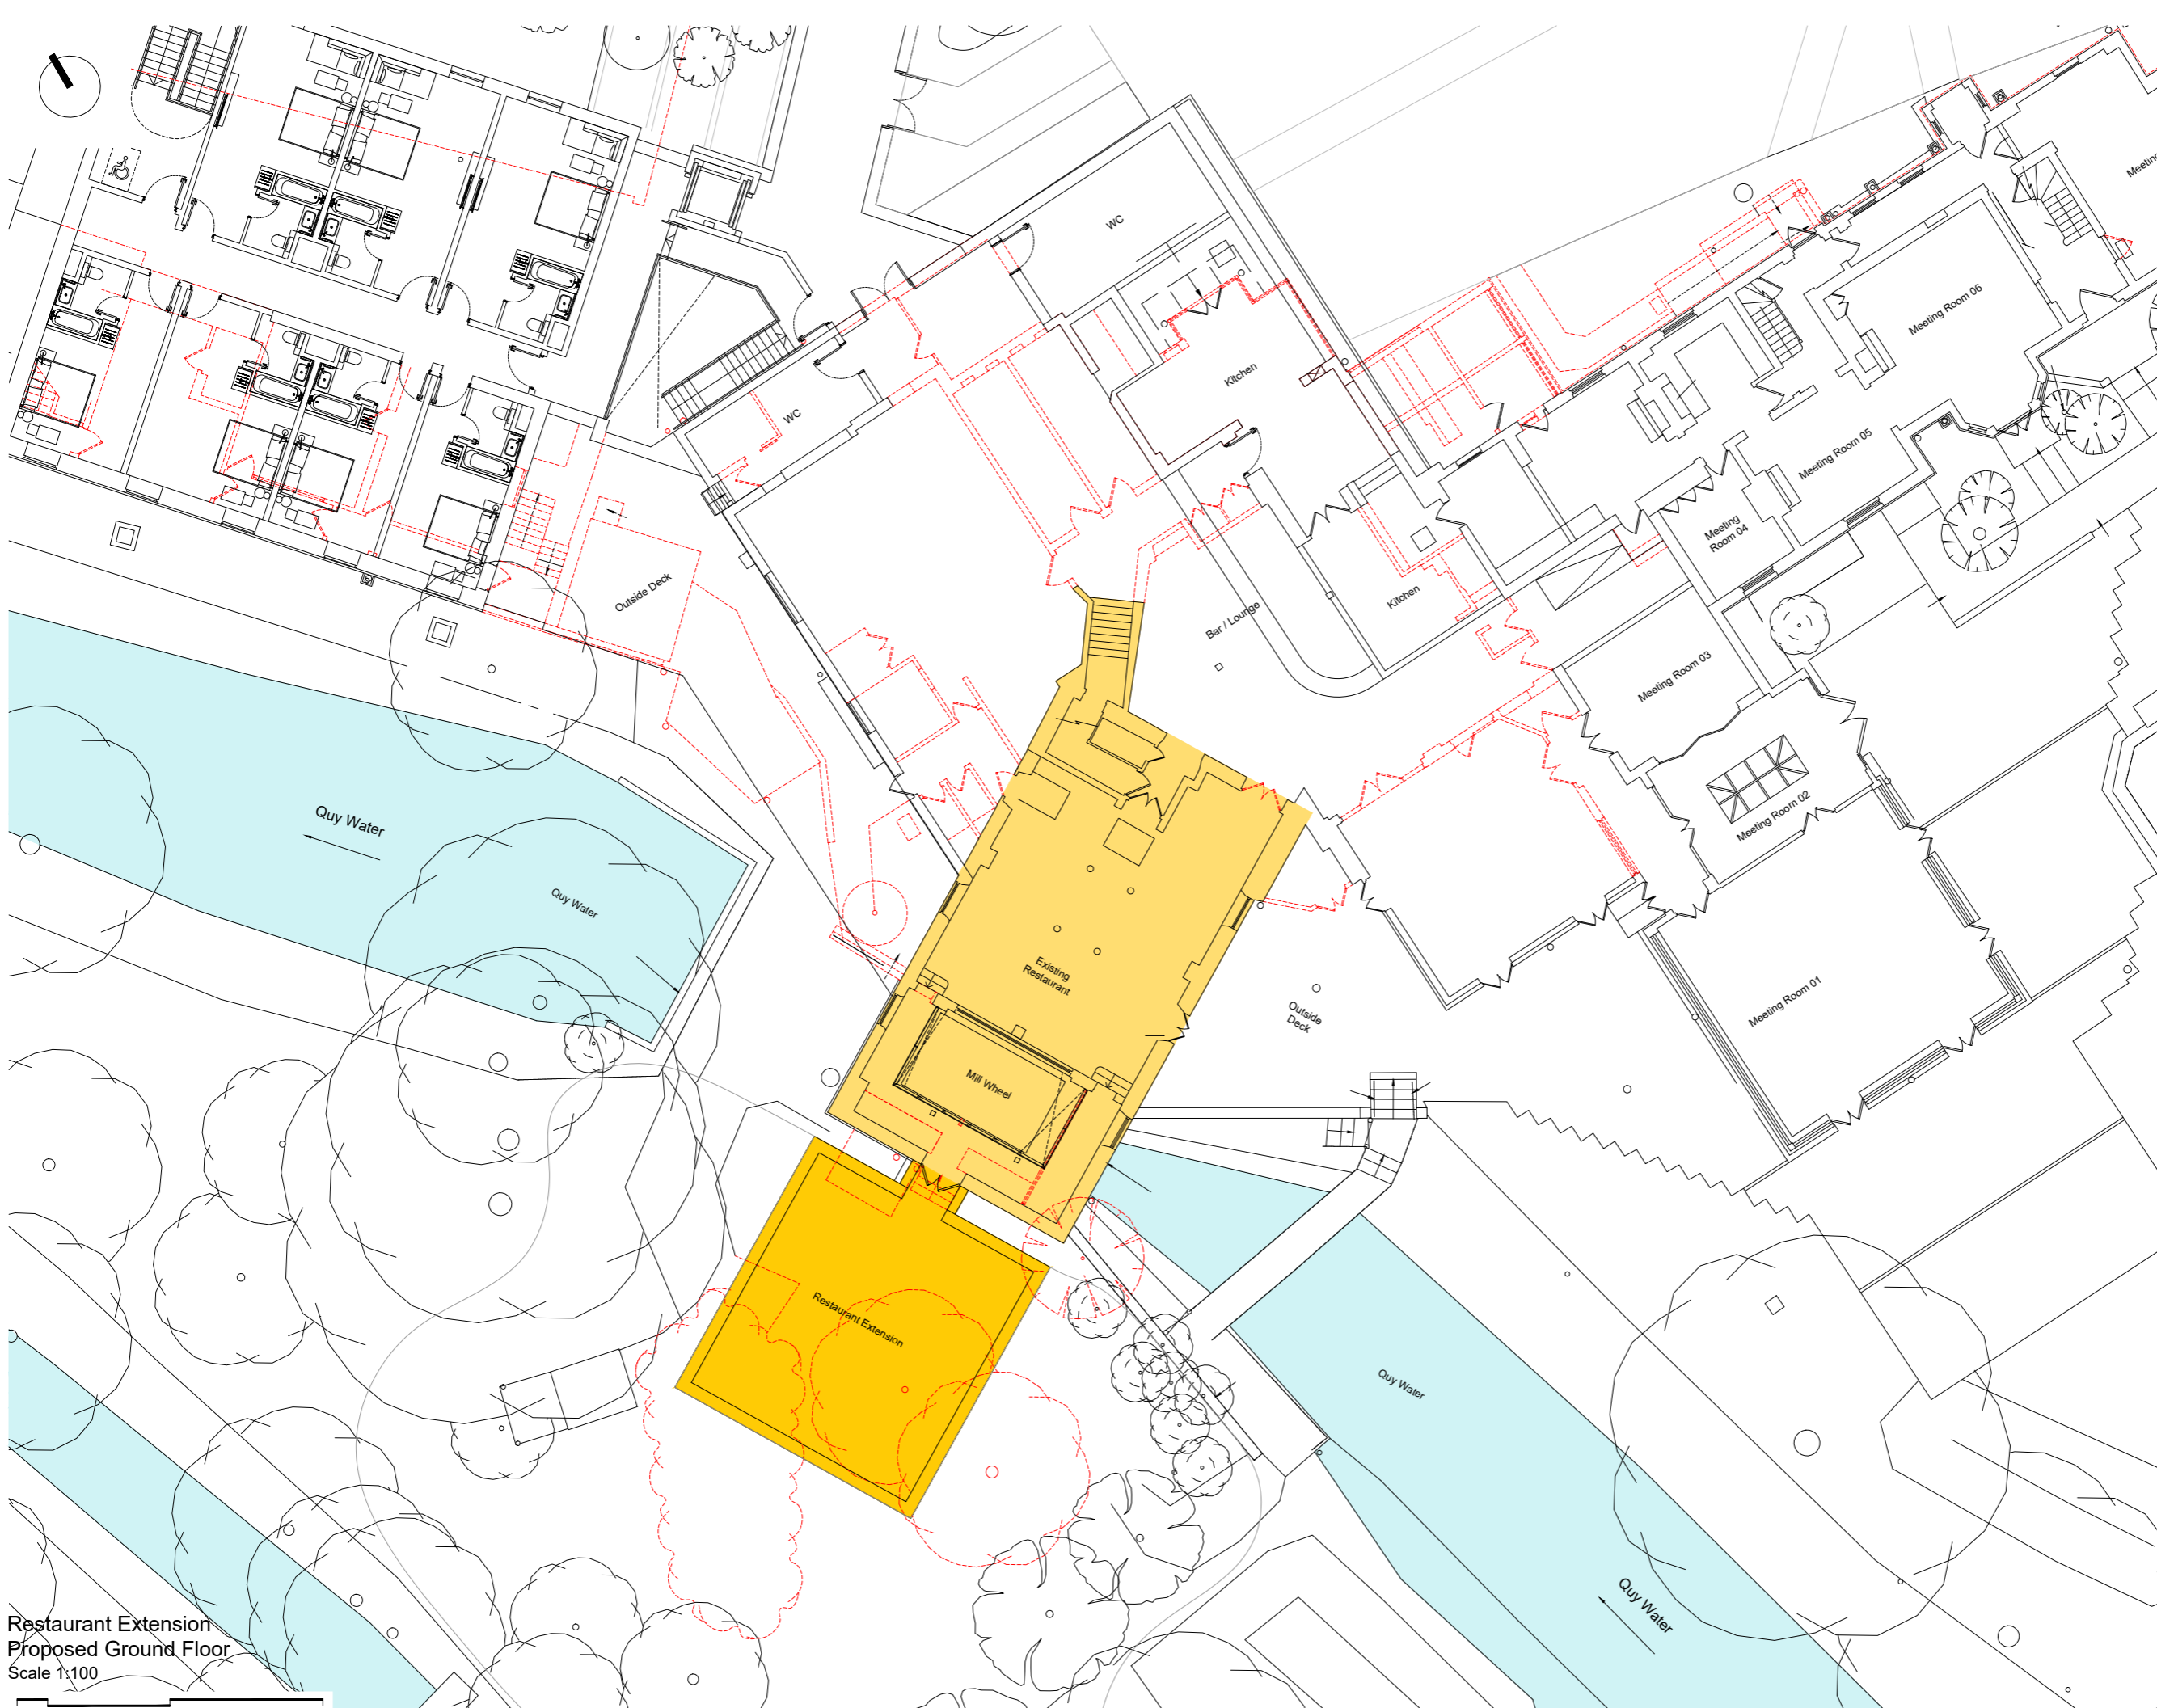 WC
Meeting
Meeting Room 06
Kitchen
WC
Meeting Room 05
Meeting
Room 04
Outside Deck
Kitchen
Bar / Lounge
Meeting Room 03
Quy Water
Meeting Room 02
Quy Water
Existing
Restaurant
Meeting Room 01
Outside
Deck
Mill Wheel
Restaurant Extension
Quy Water
Quy Water
Restaurant Extension
Proposed Ground Floor
Scale 1:100